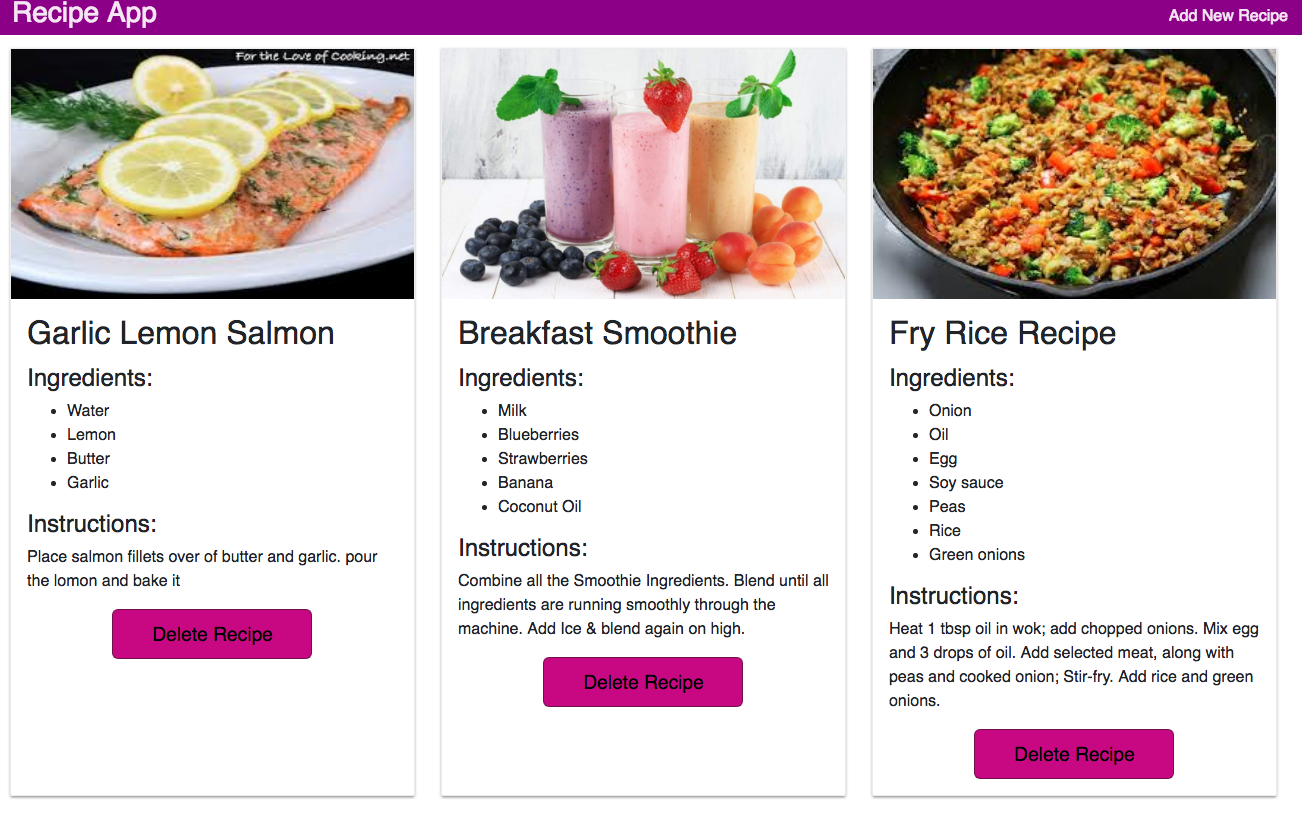 Recipe App
Add New Recipe
For the Love of Cooking.net
Garlic Lemon Salmon
Ingredients:
Water
Lemon
Butter
Garlic
Instructions:
Place salmon fillets over of butter and garlic. pour
the lomon and bake it
Delete Recipe
Breakfast Smoothie
Ingredients:
Milk
Blueberries
Strawberries
Banana
Coconut Oil
Instructions:
Combine all the Smoothie Ingredients. Blend until all
ingredients are running smoothly through the
machine. Add Ice & blend again on high.
Delete Recipe
Fry Rice Recipe
Ingredients:
Onion
Oil
Egg
Soy sauce
Peas
Rice
Green onions
Instructions:
Heat 1 tbsp oil in wok; add chopped onions. Mix egg
and 3 drops of oil. Add selected meat, along with
peas and cooked onion; Stir-fry. Add rice and green
onions.
Delete Recipe